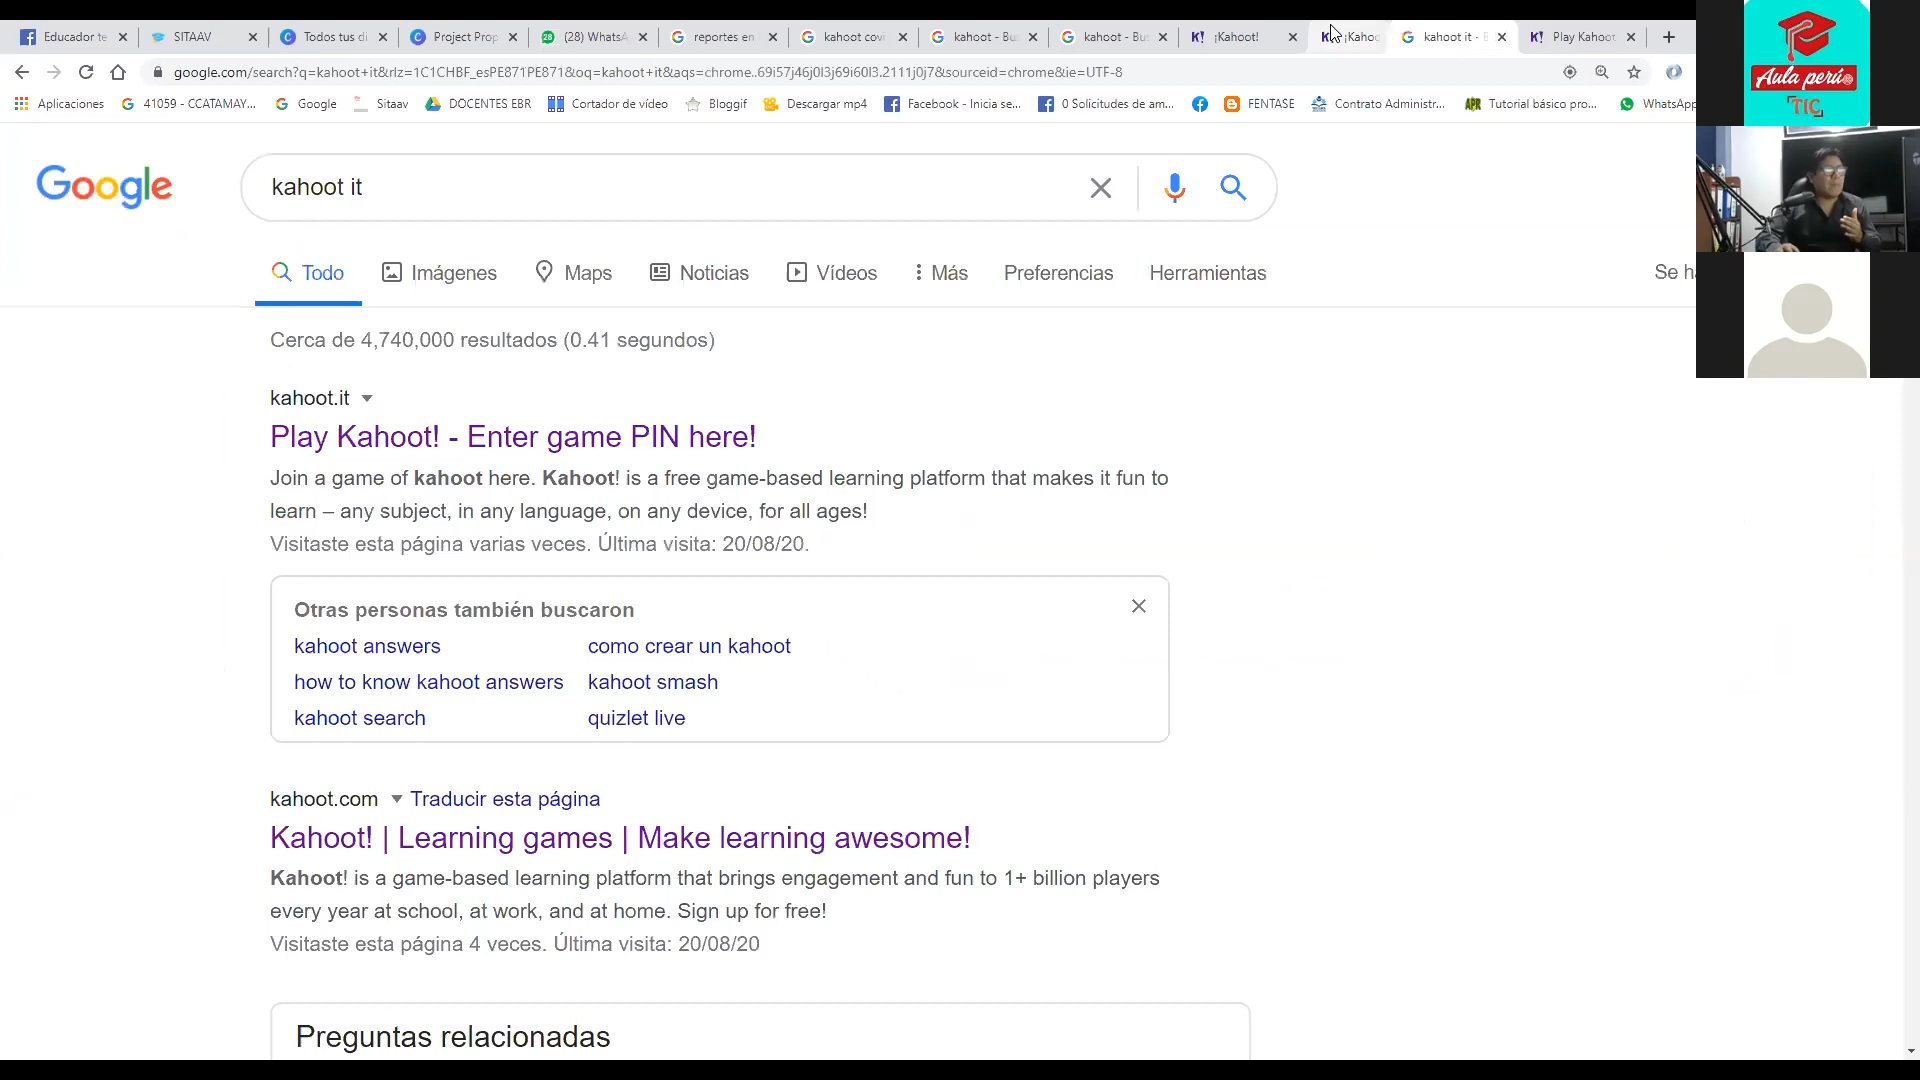 Educador te
SITAAV
Todos tus di
Project Prop
(28) WhatsA
reportes en
kahoot covi
kahoot - Bus
kahoot - Bus
¡Kahoot!
¡Kahoo
kahoot it - B
Play Kahoot
google.com/search?q=kahoot+it&rlz=1C1CHBF_esPE871PE871&oq=kahoot+it&aqs=chrome..69i57j46j0l3j69i60l3.2111j0j7&sourceid=chrome&ie=UTF-8
Aplicaciones
41059 - CCATAMAY...
Google
Sitaav
DOCENTES EBR
Cortador de vídeo
Bloggif
Descargar mp4
Facebook - Inicia se...
0 Solicitudes de am...
FENTASE
Contrato Administr...
Tutorial básico pro...
WhatsApp
Aula perú
TIC
Google
kahoot it
Todo
Imágenes
Maps
Noticias
Vídeos
Más
Preferencias
Herramientas
Se ha
Cerca de 4,740,000 resultados (0.41 segundos)
kahoot.it
Play Kahoot! - Enter game PIN here!
Join a game of kahoot here. Kahoot! is a free game-based learning platform that makes it fun to
learn – any subject, in any language, on any device, for all ages!
Visitaste esta página varias veces. Última visita: 20/08/20.
Otras personas también buscaron
kahoot answers
como crear un kahoot
how to know kahoot answers
kahoot smash
kahoot search
quizlet live
kahoot.com
Traducir esta página
Kahoot! | Learning games | Make learning awesome!
Kahoot! is a game-based learning platform that brings engagement and fun to 1+ billion players
every year at school, at work, and at home. Sign up for free!
Visitaste esta página 4 veces. Última visita: 20/08/20
Preguntas relacionadas